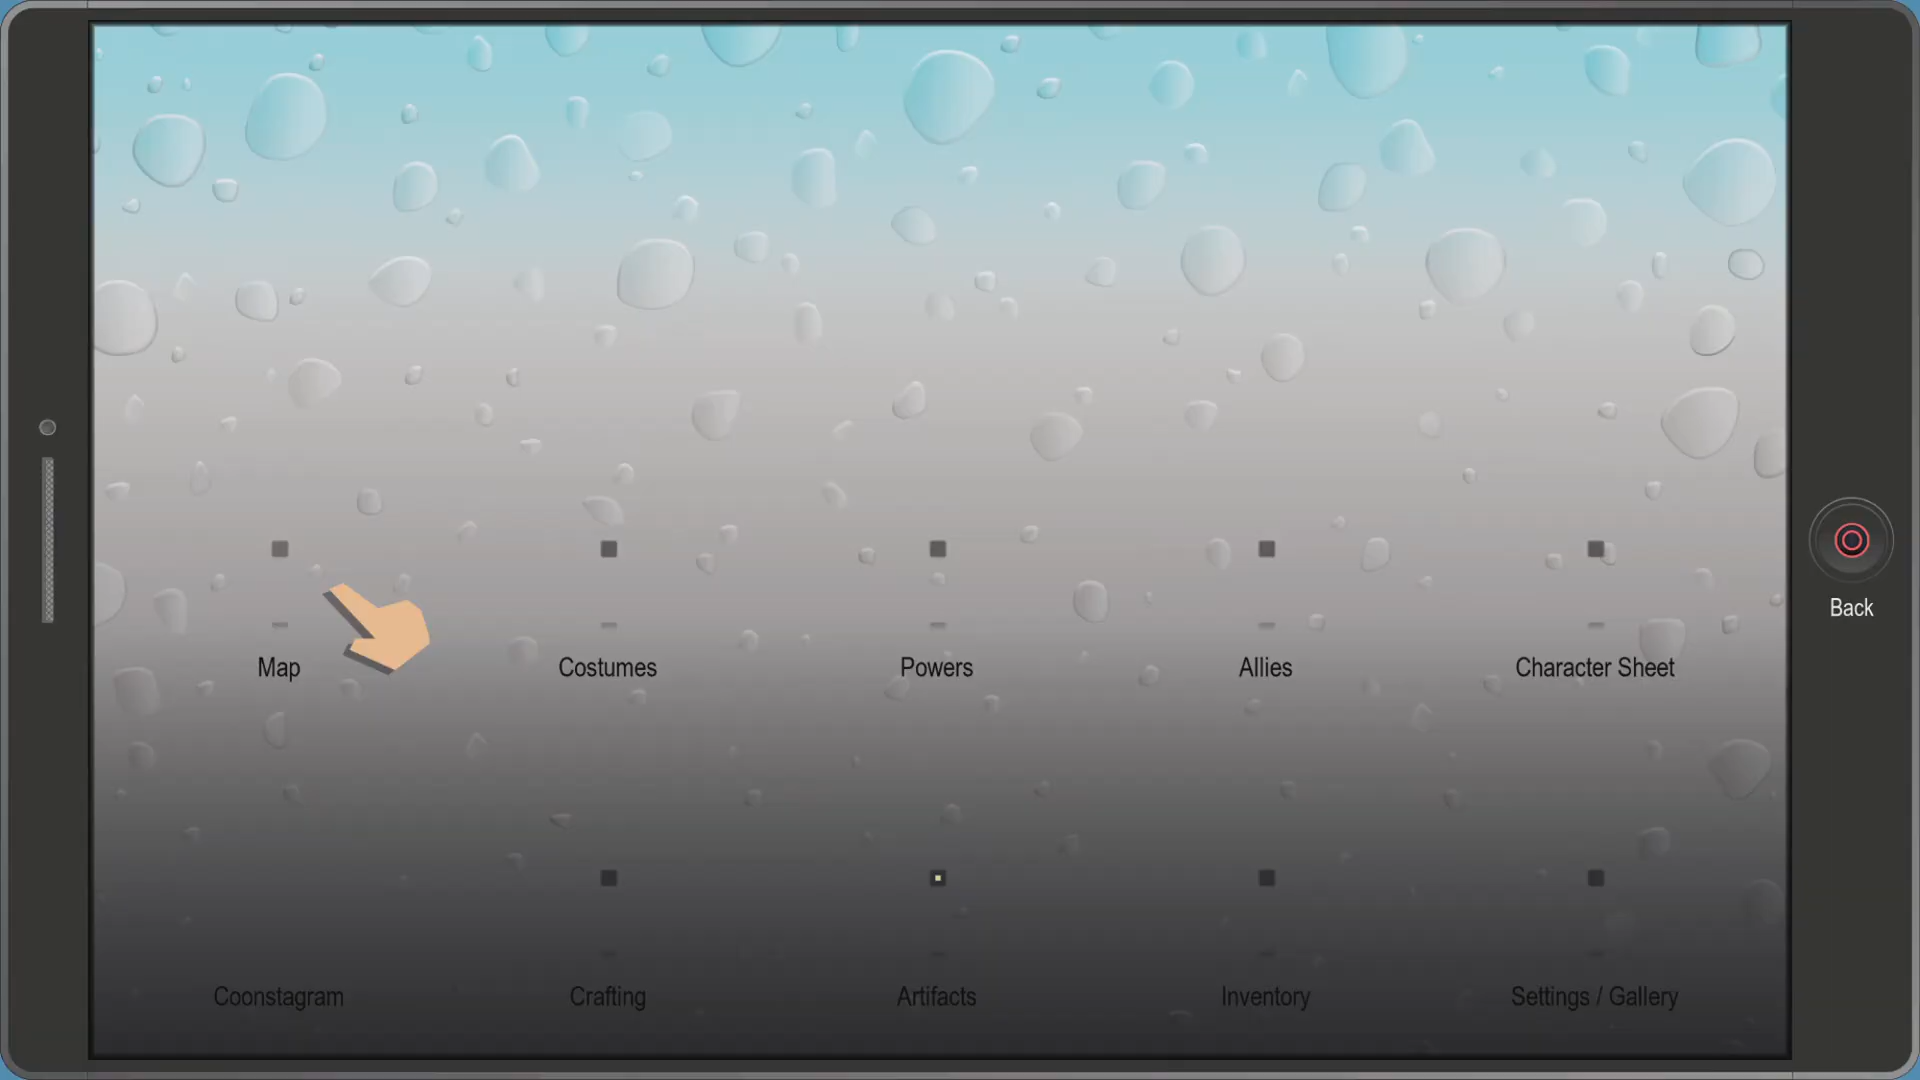 Back
Map
Costumes
Powers
Allies
Character Sheet
Coonstagram
Crafting
Artifacts
Inventory
Settings / Gallery